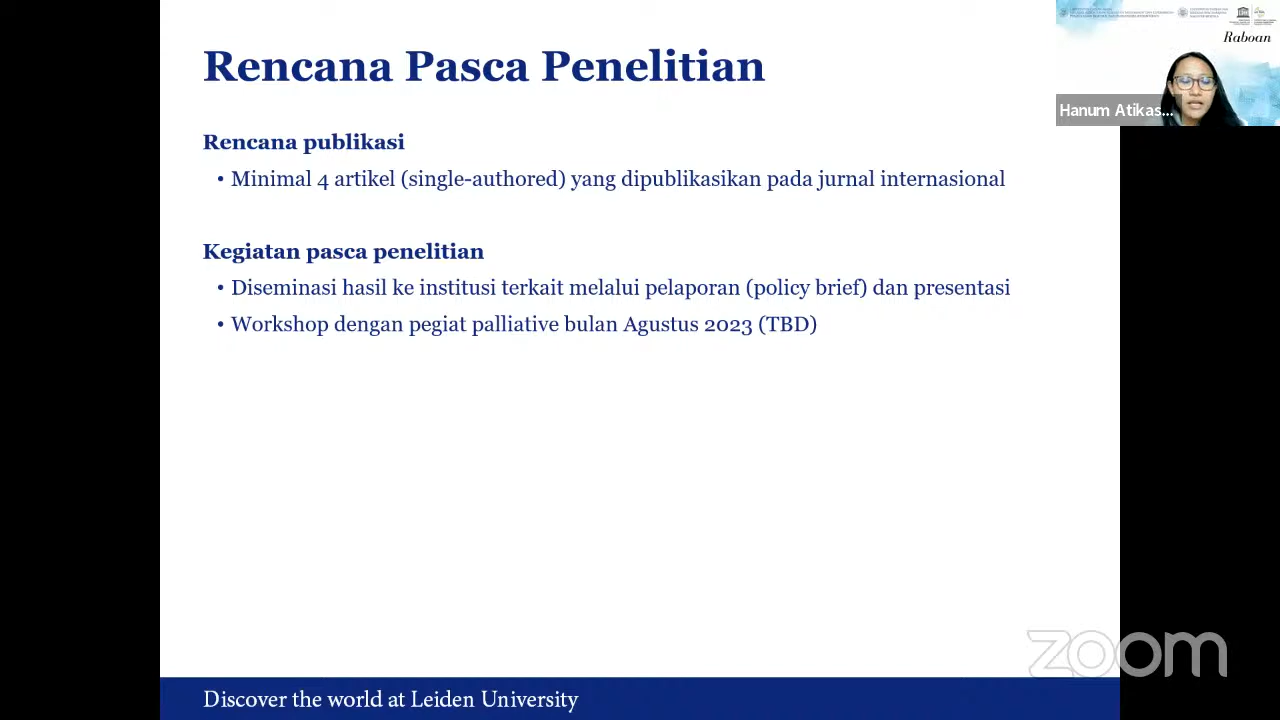 Rencana Pasca Penelitian
Rencana publikasi
• Minimal 4 artikel (single-authored) yang dipublikasikan pada jurnal internasional
Kegiatan pasca penelitian
• Diseminasi hasil ke institusi terkait melalui pelaporan (policy brief) dan presentasi
• Workshop dengan pegiat palliative bulan Agustus 2023 (TBD)
Discover the world at Leiden University
Raboan
Hanum Atikas...
zoom